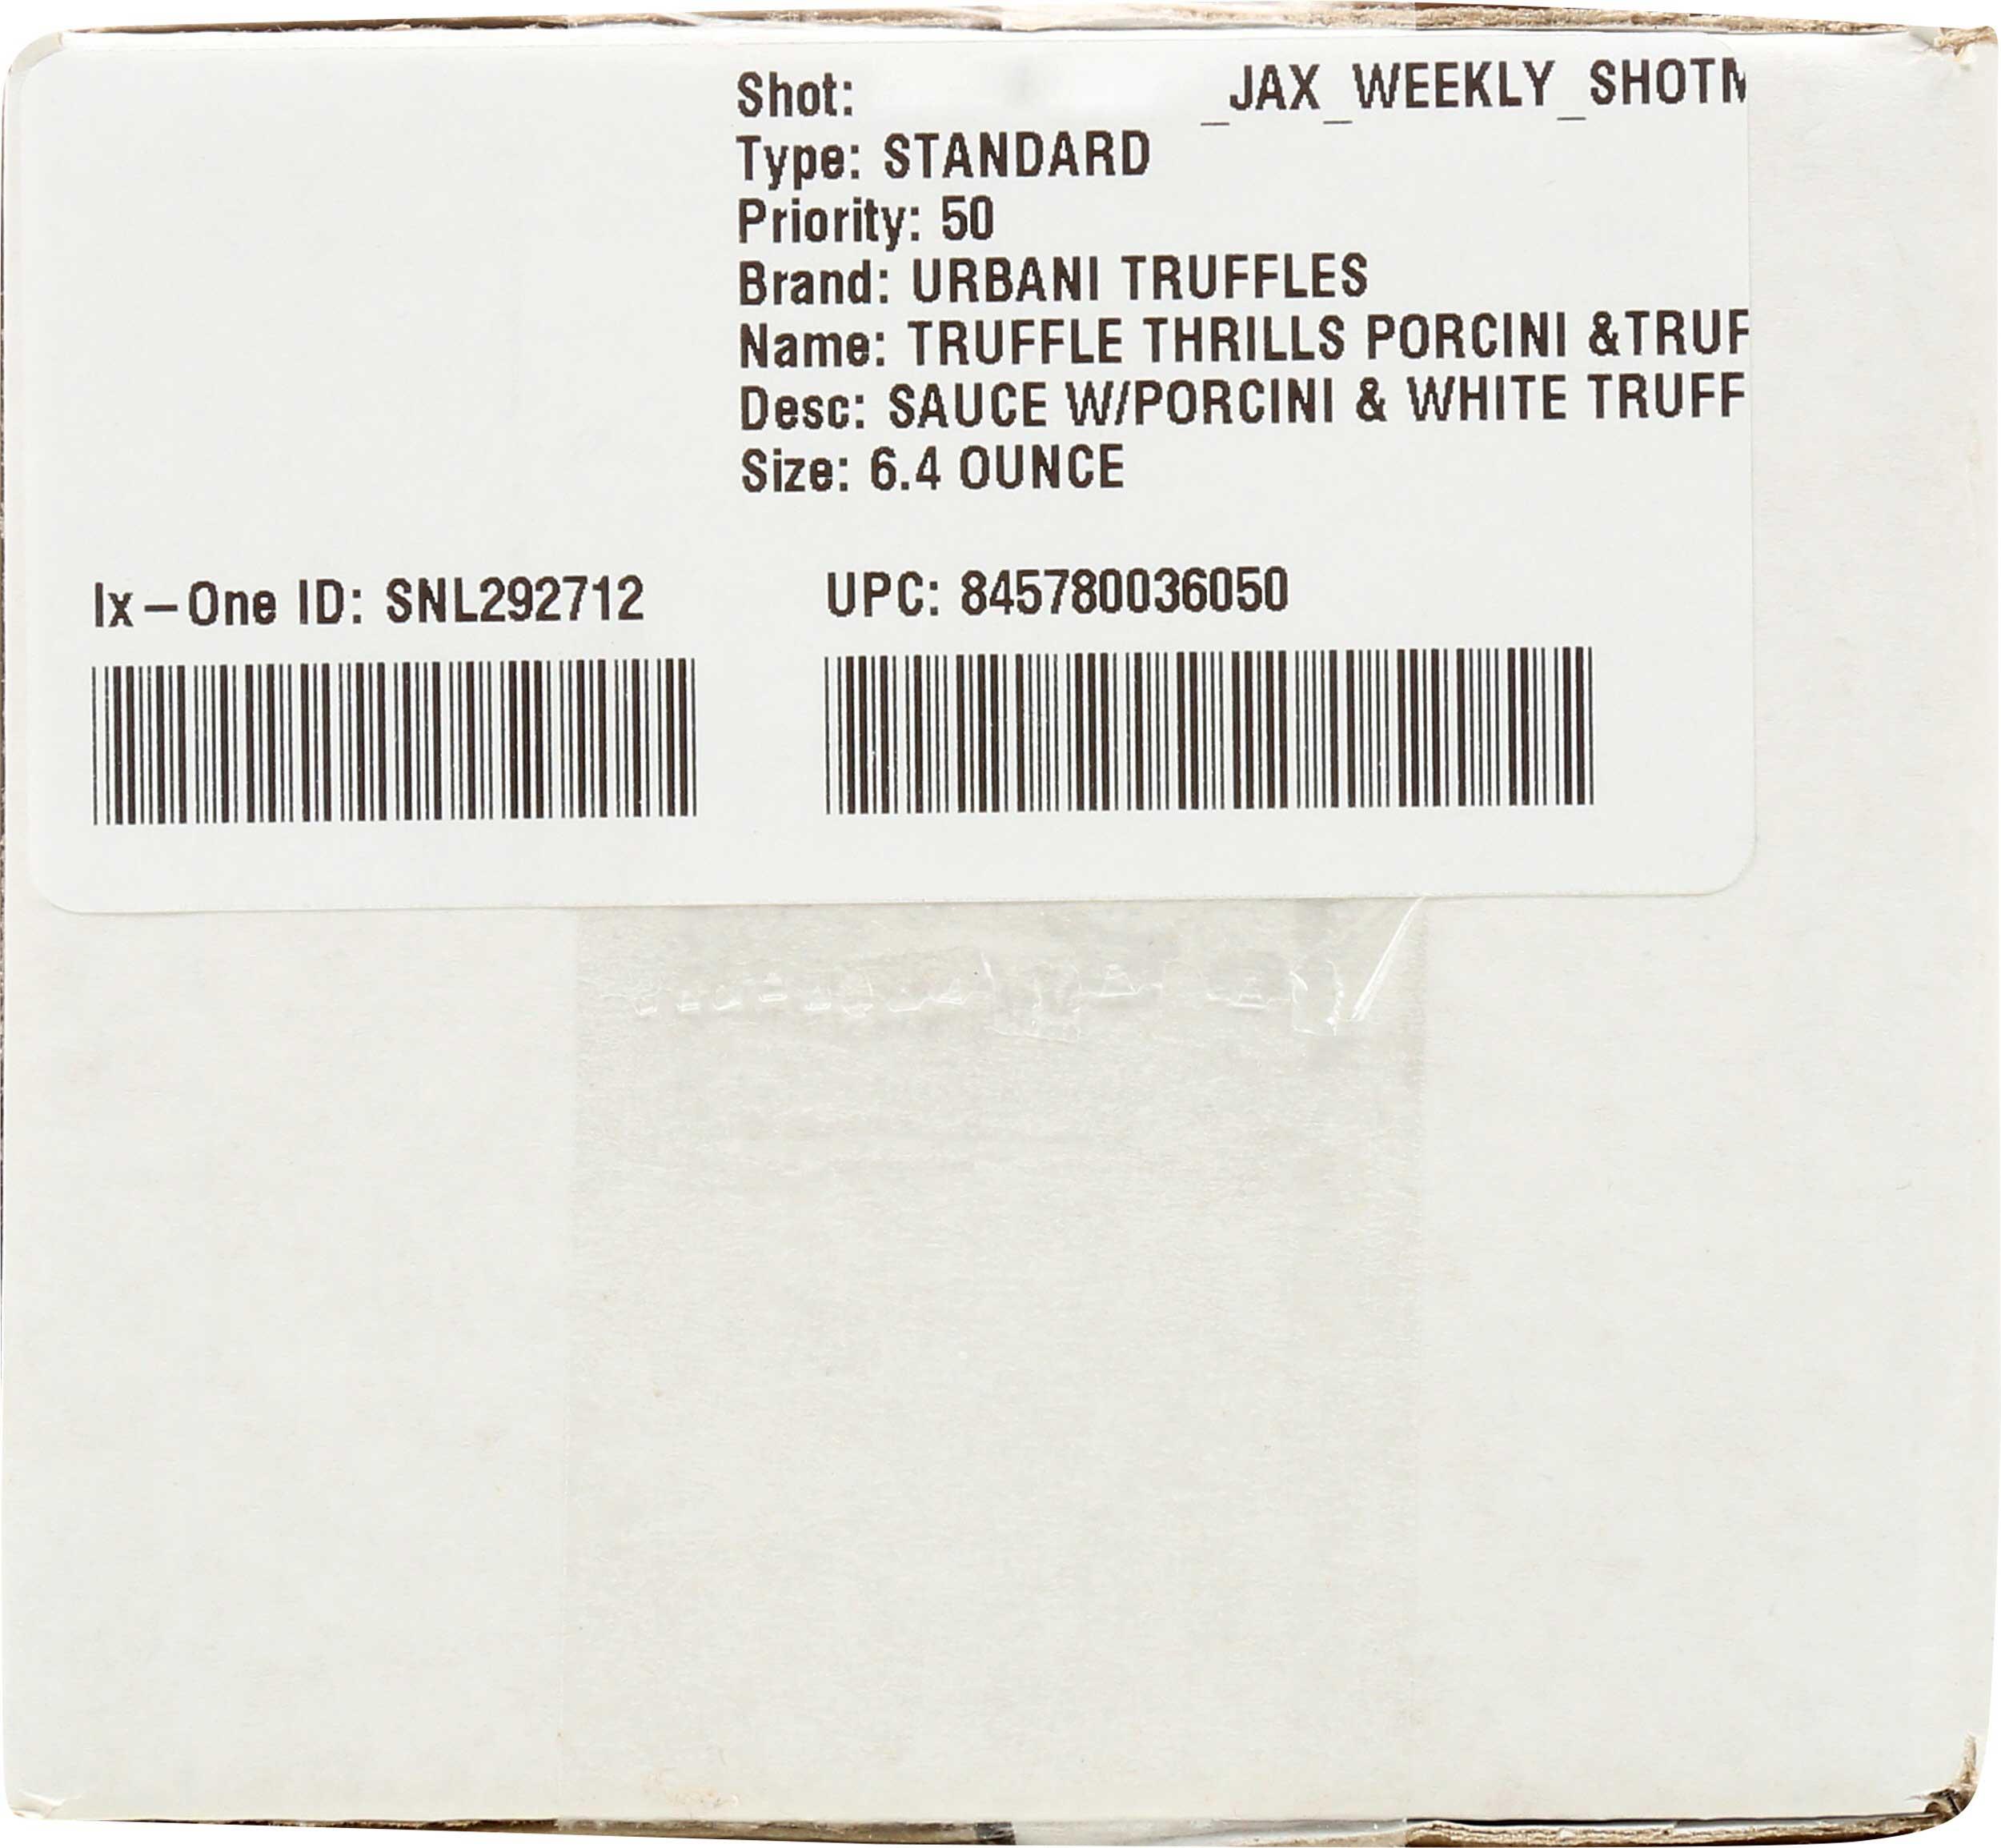 Shot: _JAX_WEEKLY_SHOT
Type: STANDARD
Priority: 50
Brand: URBANI TRUFFLES
Name: TRUFFLE THRILLS PORCINI &TRUF
Desc: SAUCE W/PORCINI & WHITE TRUFF
Size: 6.4 OUNCE
Ix-One ID: SNL292712
UPC: 845780036050